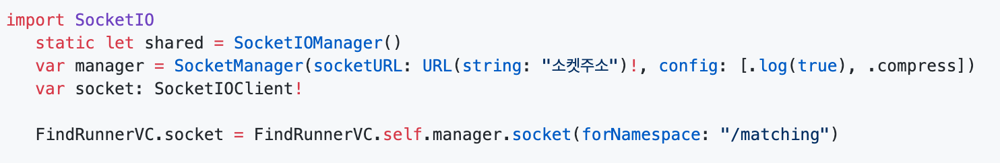 import SocketIO
static let shared = SocketIOManager()
var manager = SocketManager(socketURL: URL(string: "소켓주소")!, config: [.log(true), .compress])
var socket: SocketIOClient!
FindRunnerVC.socket = FindRunnerVC.self.manager.socket(forNamespace: "/matching")